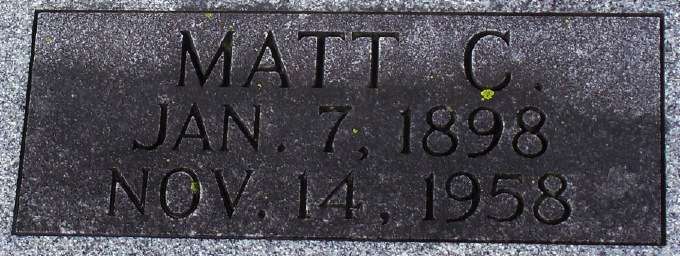 MATT C.
JAN. 7, 1898
NOV. 14, 1958